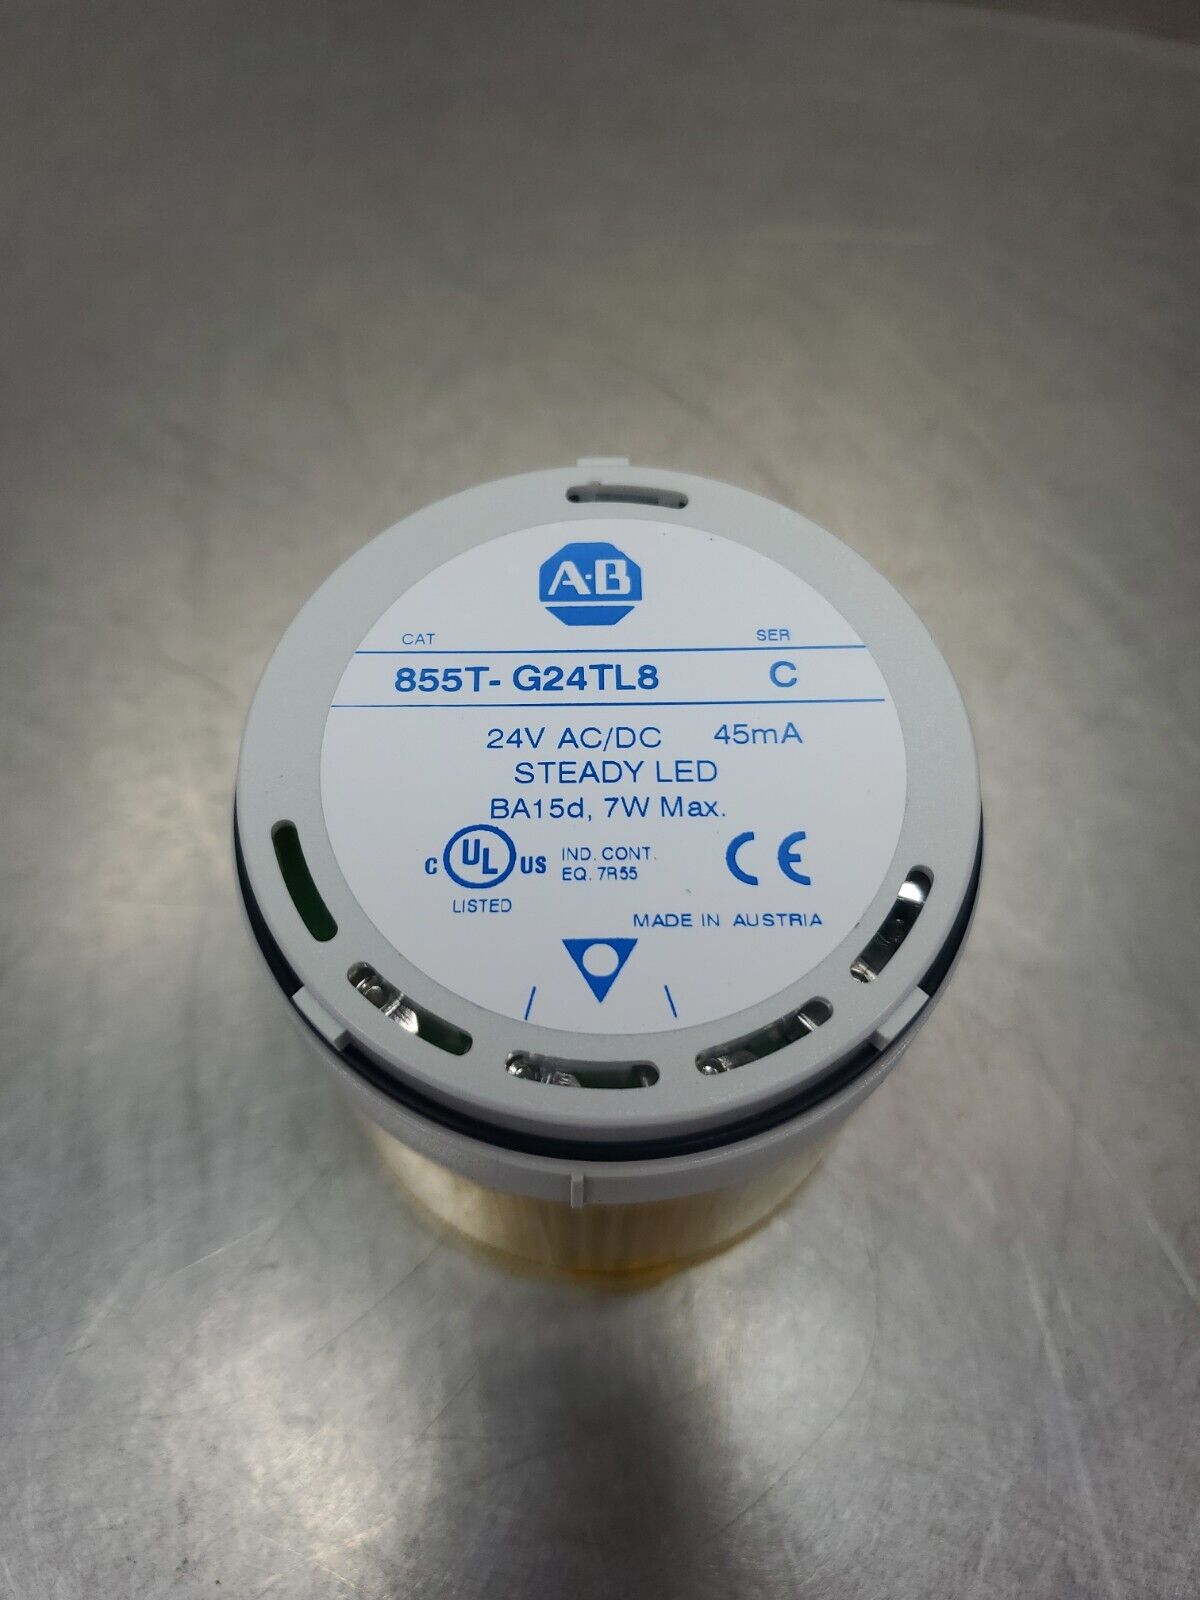 A·B
CAT SER
855T- G24TL8 C
24V AC/DC 45mA
STEADY LED
BA15d, 7W Max.
C UL US IND. CONT. CE
EQ. 7R55
LISTED
MADE IN AUSTRIA